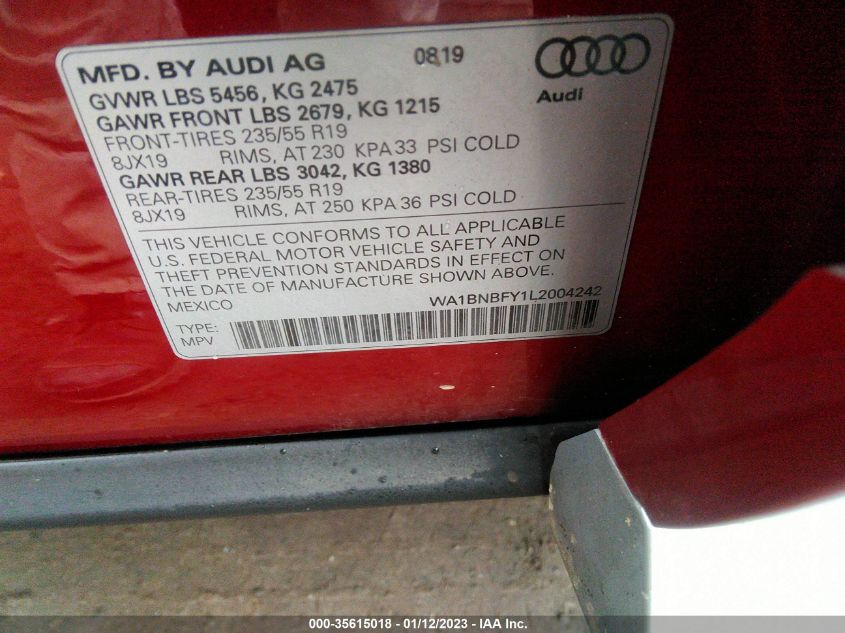 MFD. BY AUDI AG 0819
Audi
GVWR LBS 5456, KG 2475
GAWR FRONT LBS 2679, KG 1215
FRONT-TIRES 235/55 R19
8JX19 RIMS, AT 230 KPA 33 PSI COLD
GAWR REAR LBS 3042, KG 1380
REAR-TIRES 235/55 R19
8JX19 RIMS, AT 250 KPA 36 PSI COLD
THIS VEHICLE CONFORMS TO ALL APPLICABLE
U.S. FEDERAL MOTOR VEHICLE SAFETY AND
THEFT PREVENTION STANDARDS IN EFFECT ON
THE DATE OF MANUFACTURE SHOWN ABOVE.
MEXICO WA1BNBFY1L2004242
TYPE:
MPV
000-35615018 - 01/12/2023 - IAA Inc.